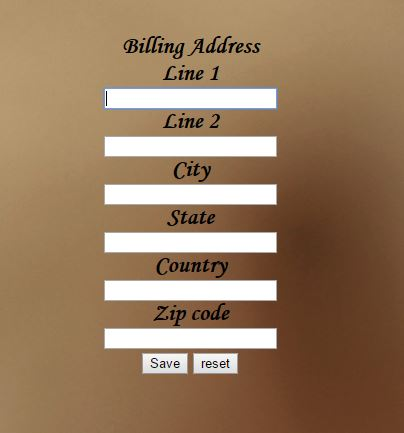 Billing Address
Line 1
Line 2
City
State
Country
Zip code
Save reset